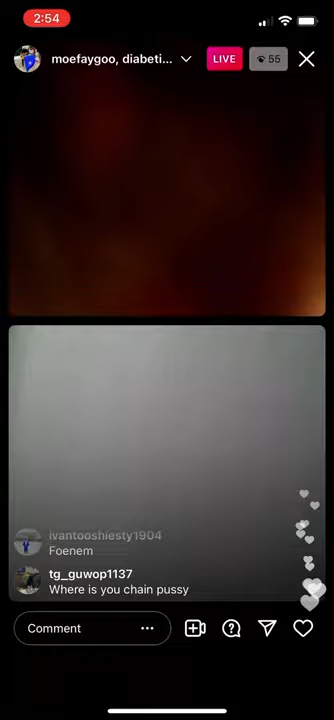 2:54
moefaygoo, diabeti...
LIVE
55
ivantooshiesty1904
Foenem
tg_guwop1137
Where is you chain pussy
Comment